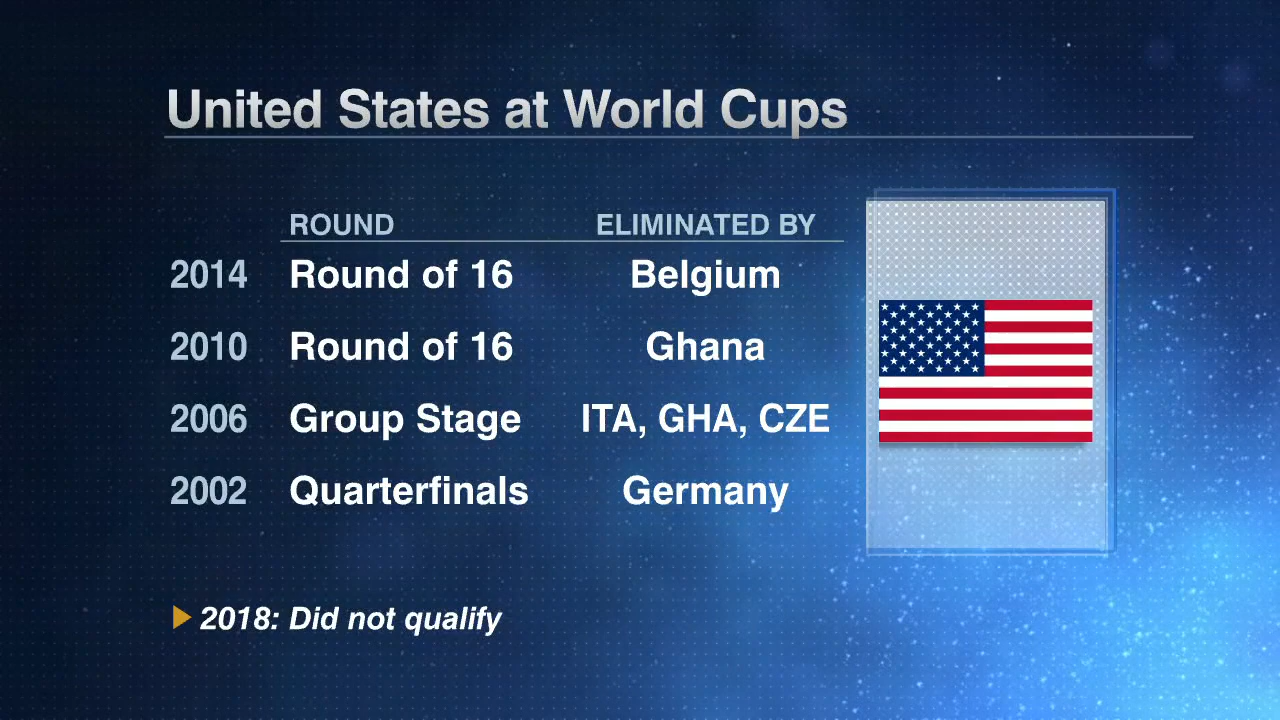 United States at World Cups
ROUND ELIMINATED BY
2014 Round of 16 Belgium
2010 Round of 16 Ghana
2006 Group Stage ITA, GHA, CZE
2002 Quarterfinals Germany
2018: Did not qualify